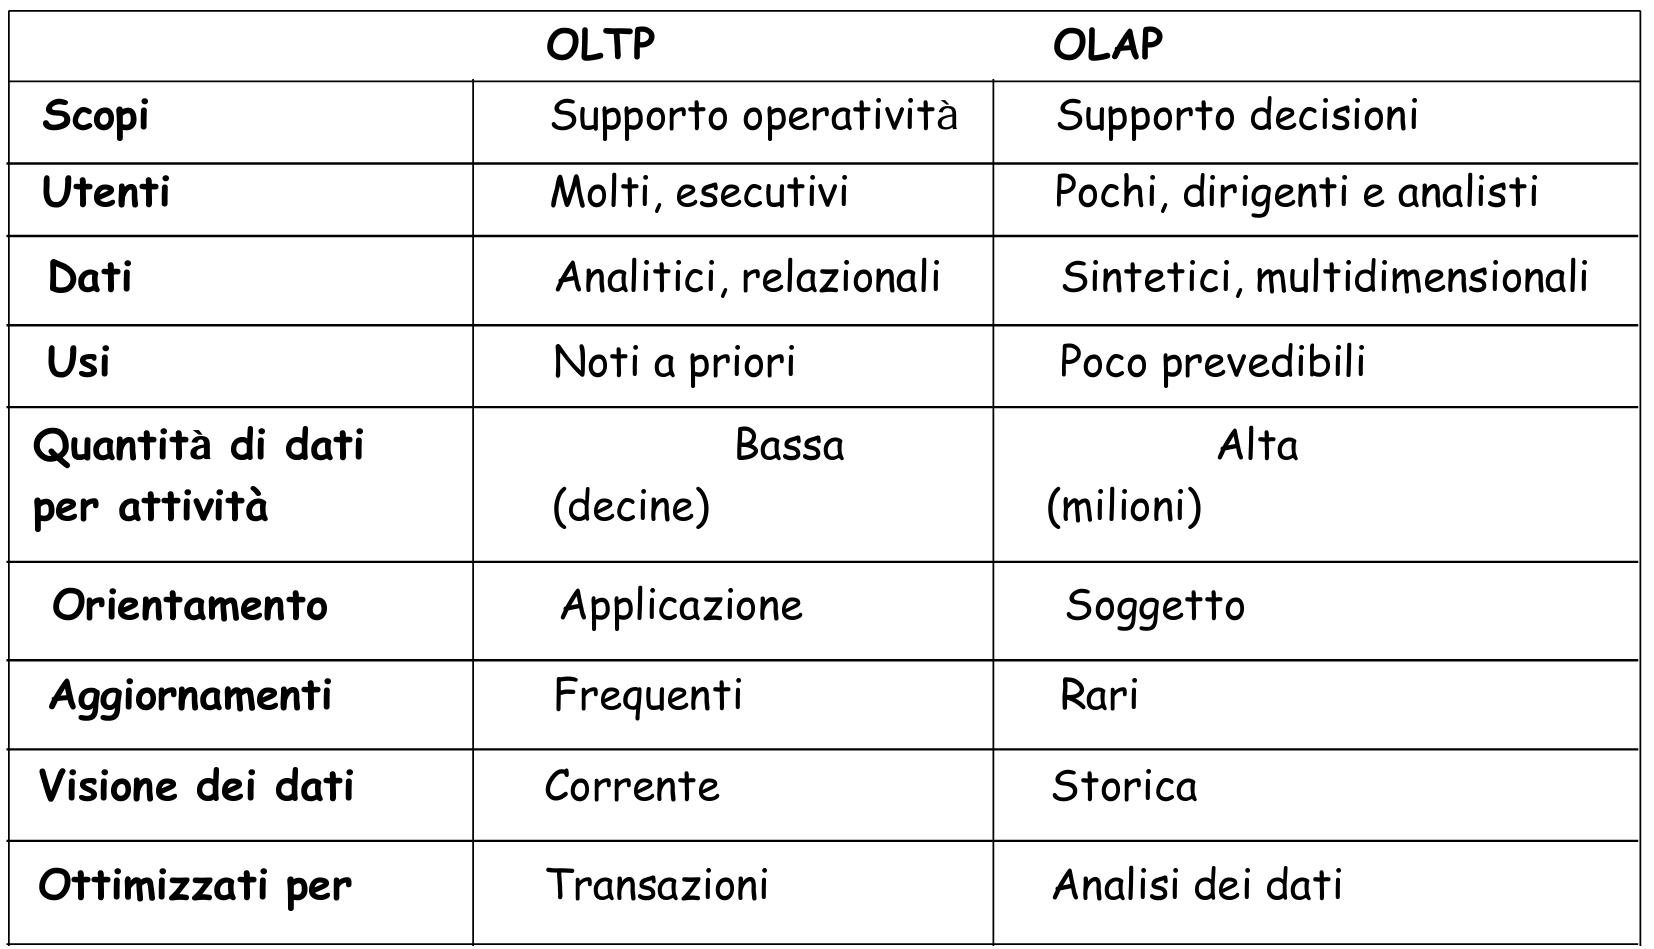 OLTP OLAP
Scopi Supporto operatività Supporto decisioni
Utenti Molti, esecutivi Pochi, dirigenti e analisti
Dati Analitici, relazionali Sintetici, multidimensionali
Usi Noti a priori Poco prevedibili
Quantità di dati Bassa Alta
per attività (decine) (milioni)
Orientamento Applicazione Soggetto
Aggiornamenti Frequenti Rari
Visione dei dati Corrente Storica
Ottimizzati per Transazioni Analisi dei dati